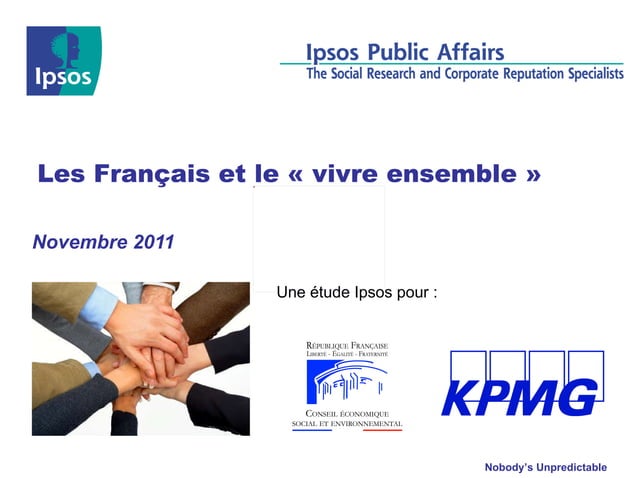 Ipsos
Ipsos Public Affairs
The Social Research and Corporate Reputation Specialists
Les Français et le « vivre ensemble »
Novembre 2011
Une étude Ipsos pour :
RÉPUBLIQUE FRANÇAISE
LIBERTÉ - ÉGALITÉ - FRATERNITÉ
CONSEIL ÉCONOMIQUE
SOCIAL ET ENVIRONNEMENTAL
KPMG
Nobody's Unpredictable